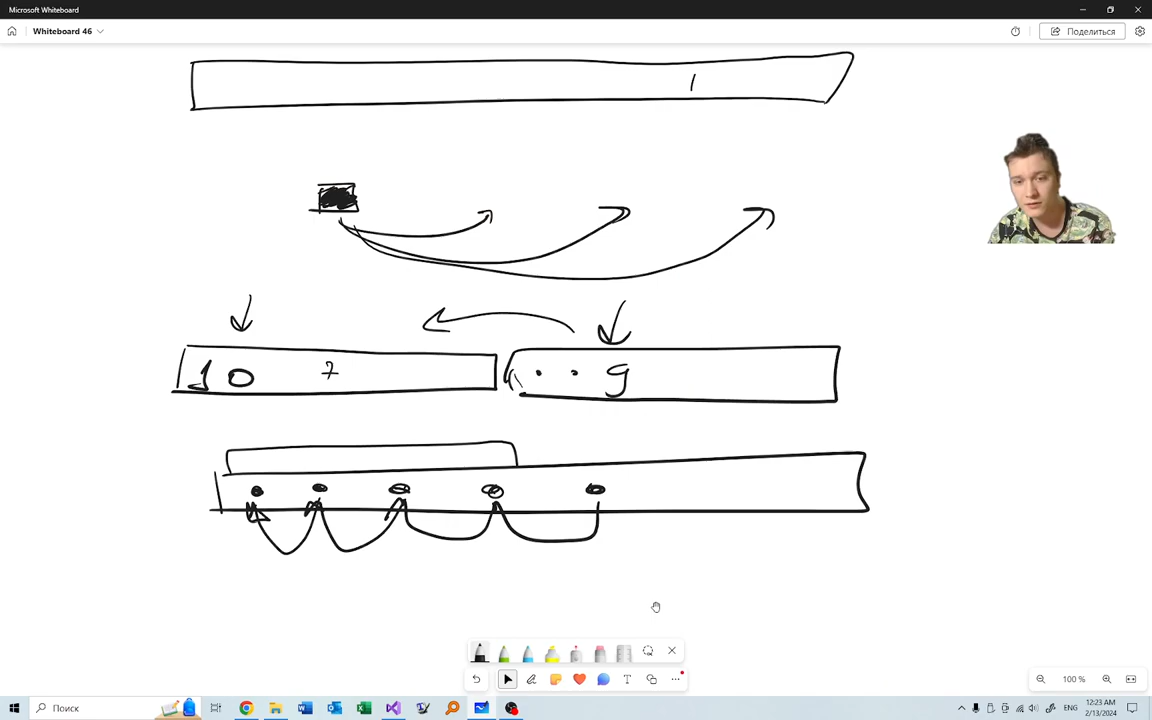 Microsoft Whiteboard
Whiteboard 46
Поделиться
1
10 7 . . 9
100 %
Поиск
ENG
12:23 AM
2/13/2024